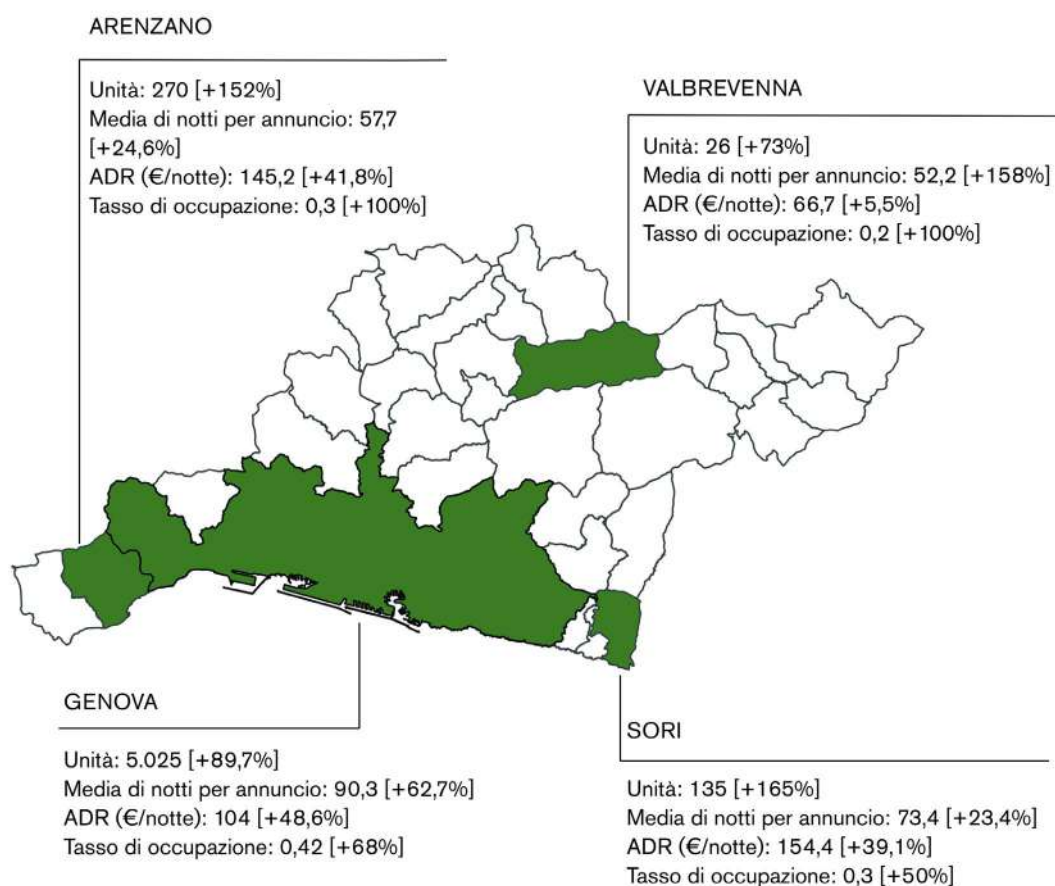 ARENZANO
Unità: 270 [+152%]
Media di notti per annuncio: 57,7
[+24,6%]
ADR (€/notte): 145,2 [+41,8%]
Tasso di occupazione: 0,3 [+100%]
VALBREVENNA
Unità: 26 [+73%]
Media di notti per annuncio: 52,2 [+158%]
ADR (€/notte): 66,7 [+5,5%]
Tasso di occupazione: 0,2 [+100%]
GENOVA
Unità: 5.025 [+89,7%]
Media di notti per annuncio: 90,3 [+62,7%]
ADR (€/notte): 104 [+48,6%]
Tasso di occupazione: 0,42 [+68%]
SORI
Unità: 135 [+165%]
Media di notti per annuncio: 73,4 [+23,4%]
ADR (€/notte): 154,4 [+39,1%]
Tasso di occupazione: 0,3 [+50%]